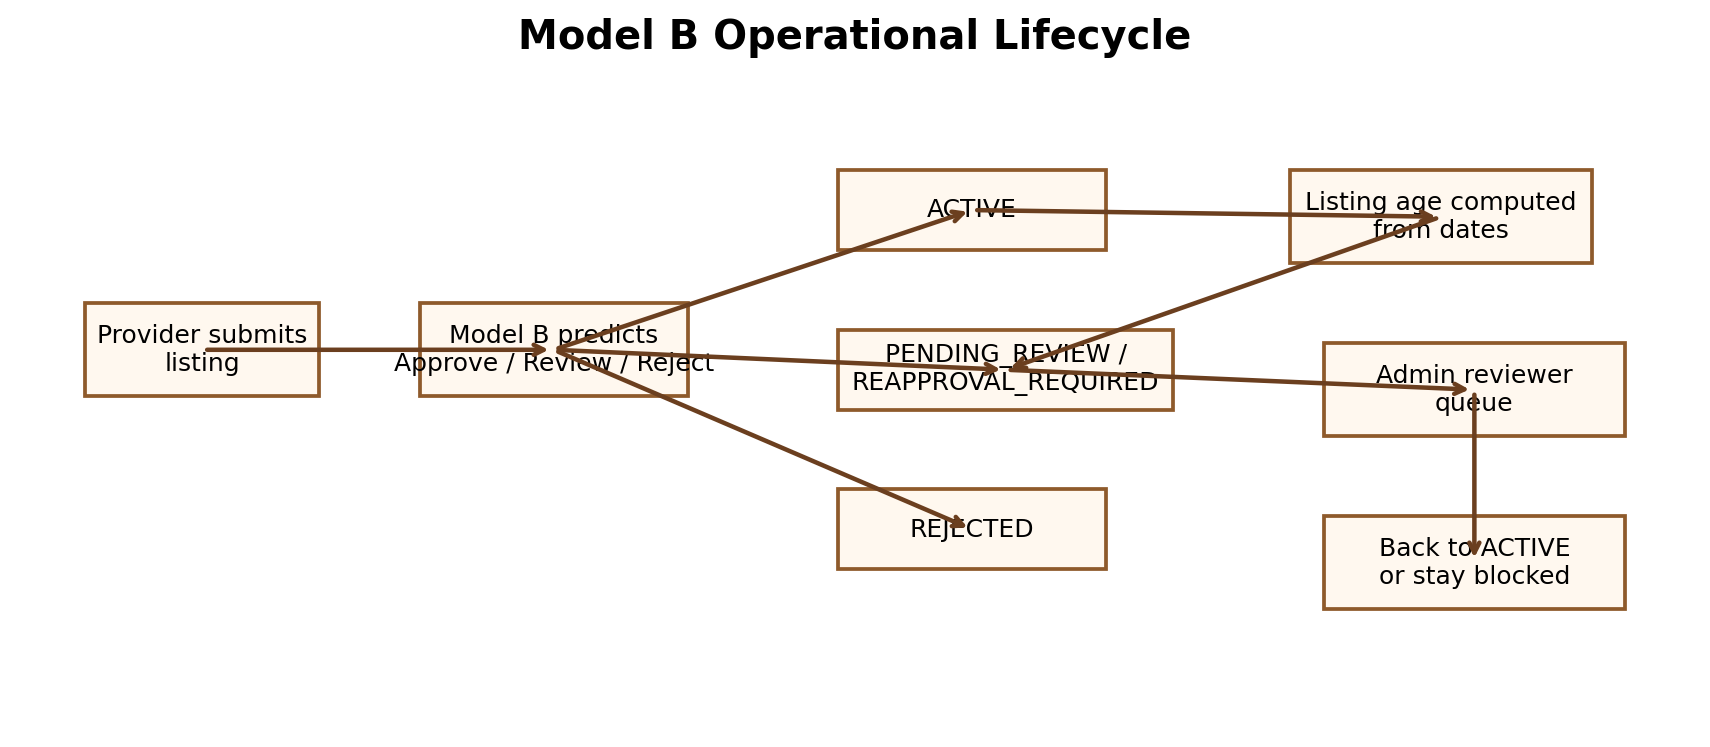 Model B Operational Lifecycle
Provider submits
listing
Model B predicts
Approve / Review / Reject
ACTIVE
Listing age computed
from dates
PENDING_REVIEW /
REAPPROVAL_REQUIRED
Admin reviewer
queue
REJECTED
Back to ACTIVE
or stay blocked